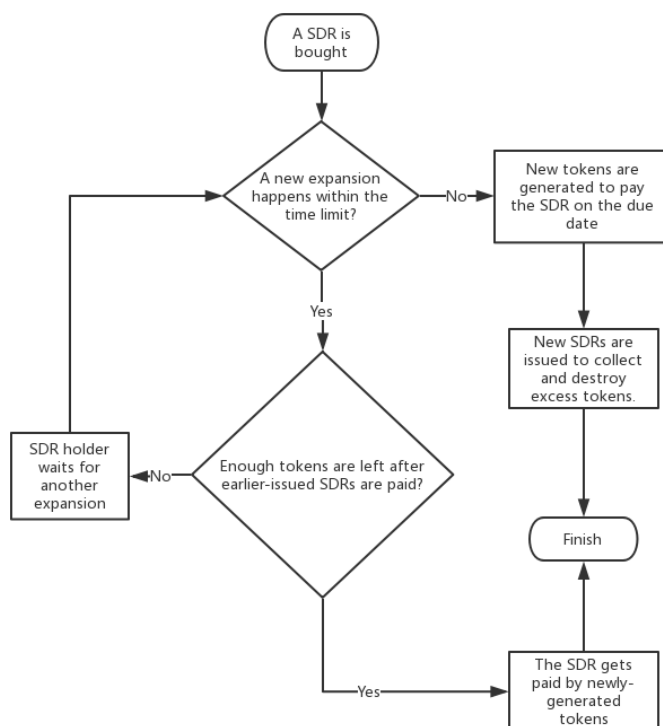 A SDR is
bought
A new expansion
happens within the
time limit?
No
New tokens are
generated to pay
the SDR on the due
date
Yes
New SDRs are
issued to collect
and destroy
excess tokens.
SDR holder
waits for
another
expansion
No
Enough tokens are left after
earlier-issued SDRs are paid?
Finish
Yes
The SDR gets
paid by newly-
generated
tokens